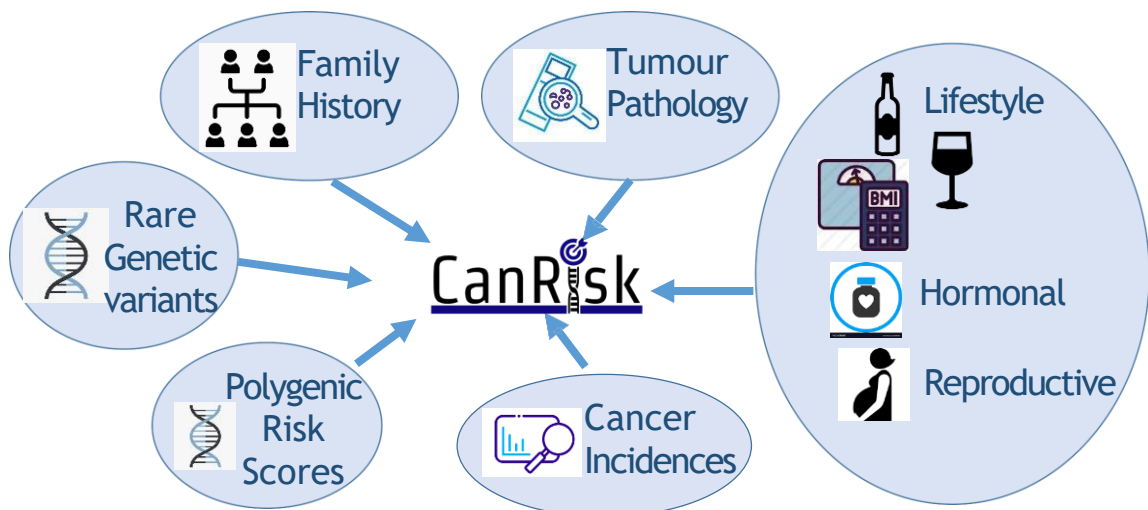 Family
History
Tumour
Pathology
Lifestyle
BMI
Rare
Genetic
variants
CanRisk
Hormonal
Reproductive
Polygenic
Risk
Scores
Cancer
Incidences